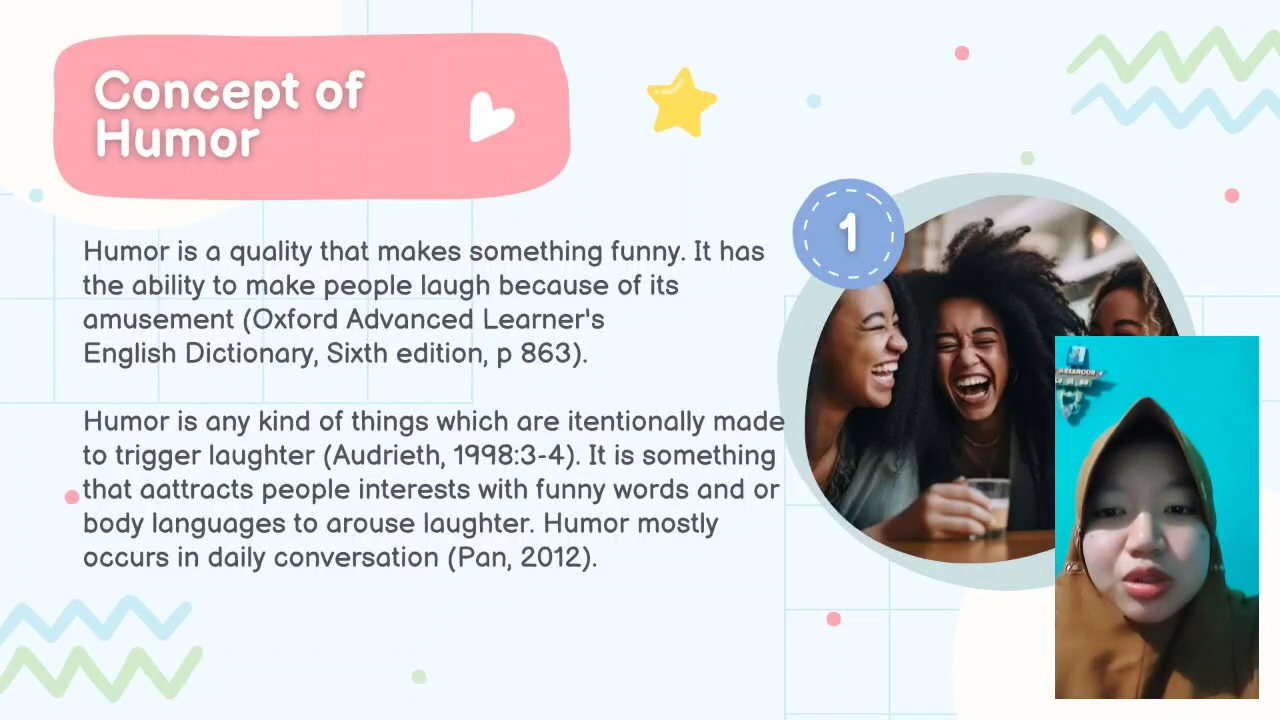 Concept of
Humor
1
Humor is a quality that makes something funny. It has
the ability to make people laugh because of its
amusement (Oxford Advanced Learner's
English Dictionary, Sixth edition, p 863).
Humor is any kind of things which are itentionally made
to trigger laughter (Audrieth, 1998:3-4). It is something
that aattracts people interests with funny words and or
body languages to arouse laughter. Humor mostly
occurs in daily conversation (Pan, 2012).